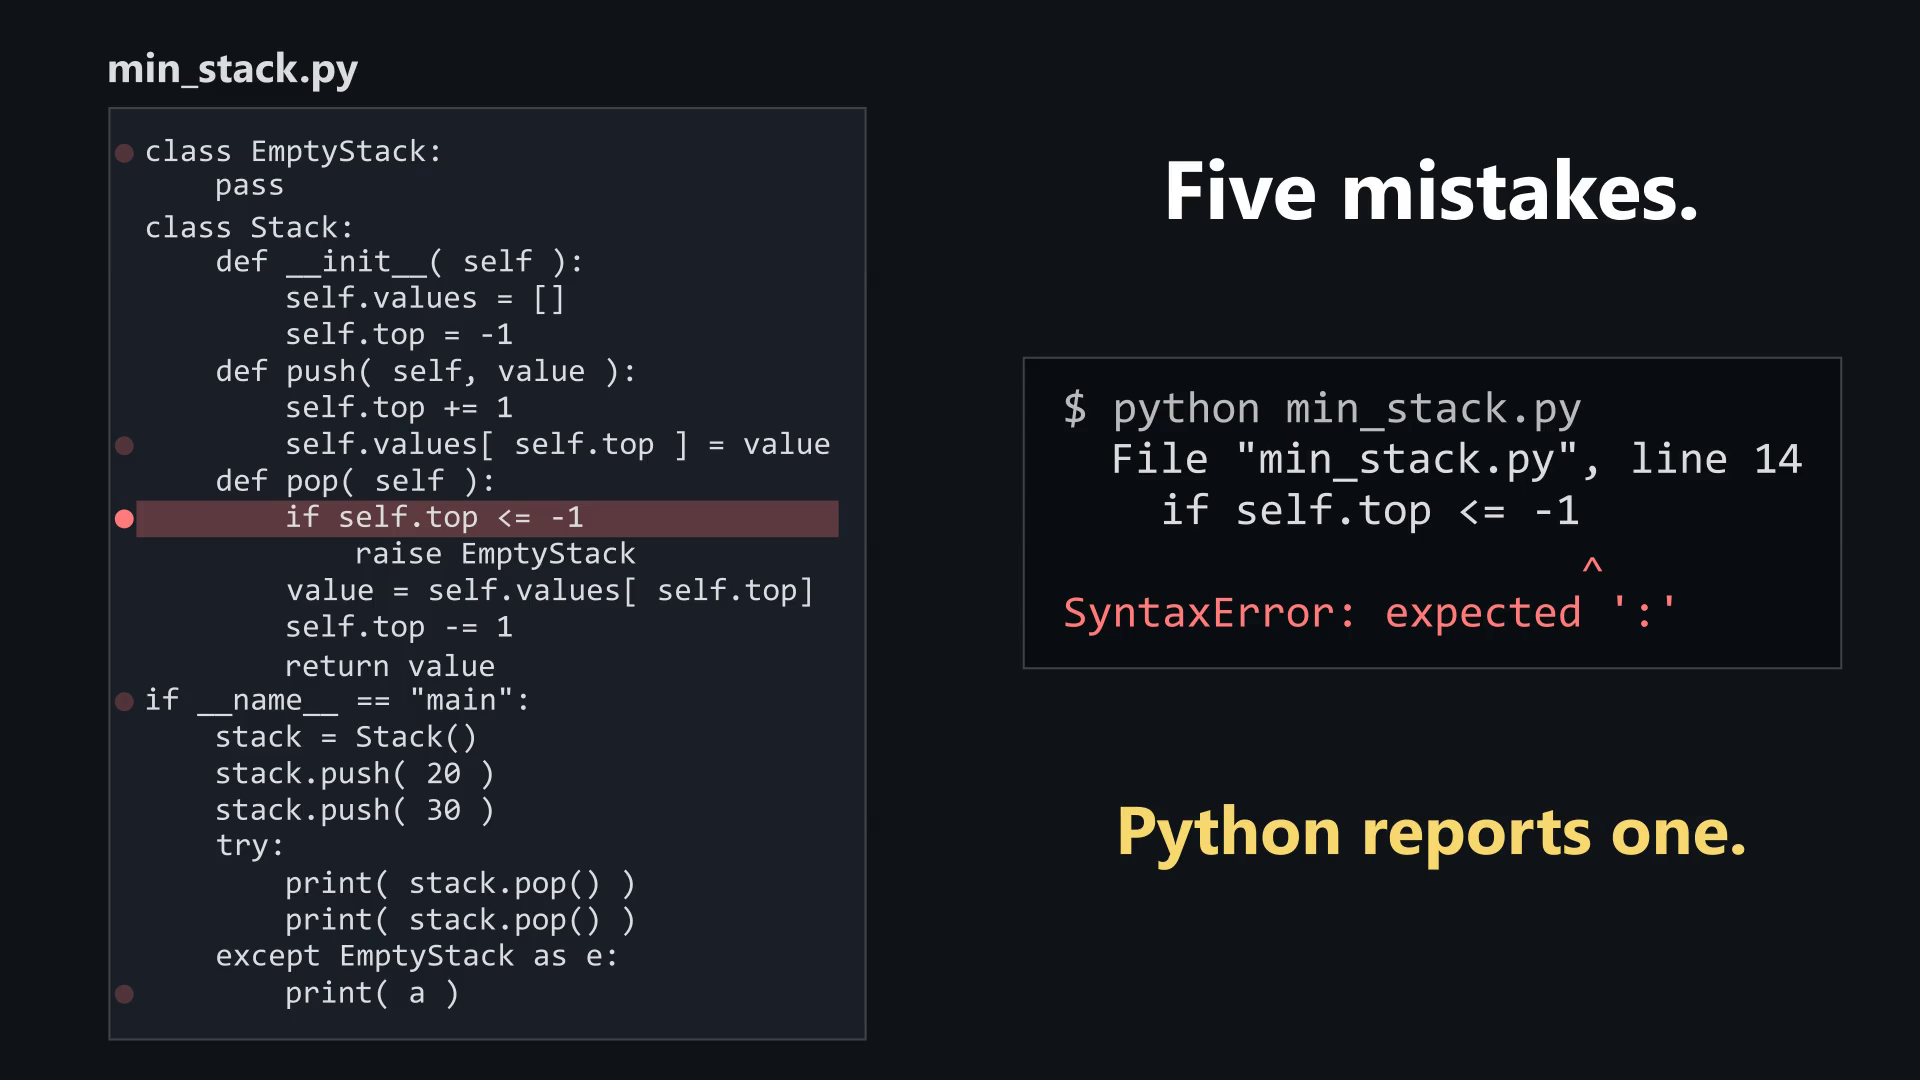 min_stack.py
class EmptyStack:
    pass
class Stack:
    def __init__( self ):
        self.values = []
        self.top = -1
    def push( self, value ):
        self.top += 1
        self.values[ self.top ] = value
    def pop( self ):
        if self.top <= -1
            raise EmptyStack
        value = self.values[ self.top]
        self.top -= 1
        return value
if __name__ == "main":
    stack = Stack()
    stack.push( 20 )
    stack.push( 30 )
    try:
        print( stack.pop() )
        print( stack.pop() )
    except EmptyStack as e:
        print( a )
Five mistakes.
$ python min_stack.py
  File "min_stack.py", line 14
    if self.top <= -1
                     ^
SyntaxError: expected ':'
Python reports one.